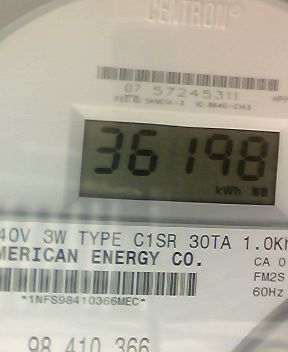 CENTRON®
07 57245311
36198
kWh
40V 3W TYPE C1SR 30TA 1.0K
MERICAN ENERGY CO.
CA 0
FM2S
60Hz
*1NFS98410366MEC*
98 410 366